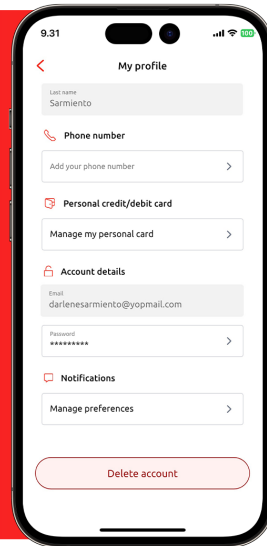 9.31
100
My profile
Last name
Sarmiento
Phone number
Add your phone number
Personal credit/debit card
Manage my personal card
Account details
Email
darlenesarmiento@yopmail.com
Password
*********
Notifications
Manage preferences
Delete account